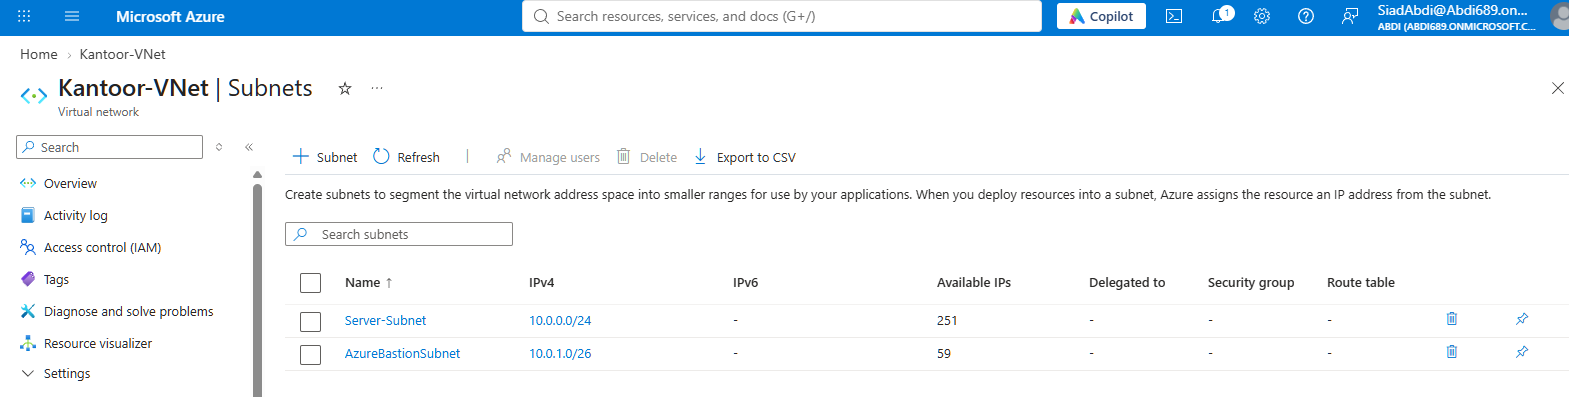 Microsoft Azure
Search resources, services, and docs (G+/)
Copilot
1
SiadAbdi@Abdi689.on...
ABDI (ABDI689.ONMICROSOFT.C...
Home > Kantoor-VNet
Kantoor-VNet | Subnets
Virtual network
Search
Overview
Activity log
Access control (IAM)
Tags
Diagnose and solve problems
Resource visualizer
Settings
+ Subnet Refresh | Manage users Delete Export to CSV
Create subnets to segment the virtual network address space into smaller ranges for use by your applications. When you deploy resources into a subnet, Azure assigns the resource an IP address from the subnet.
Search subnets
Name ↑ IPv4 IPv6 Available IPs Delegated to Security group Route table
Server-Subnet 10.0.0.0/24 - 251 - - -
AzureBastionSubnet 10.0.1.0/26 - 59 - - -